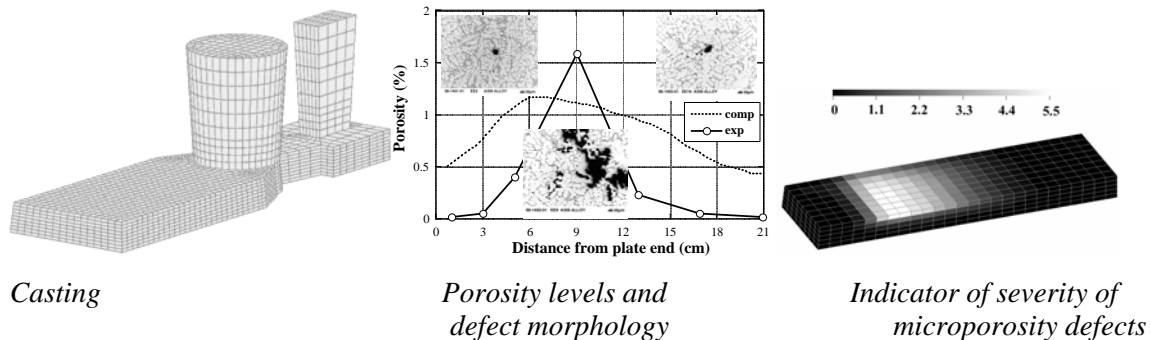 2
1.5
1
0.5
0
Porosity (%)
comp
exp
0 3 6 9 12 15 18 21
Distance from plate end (cm)
0 1.1 2.2 3.3 4.4 5.5
Casting
Porosity levels and
defect morphology
Indicator of severity of
microporosity defects